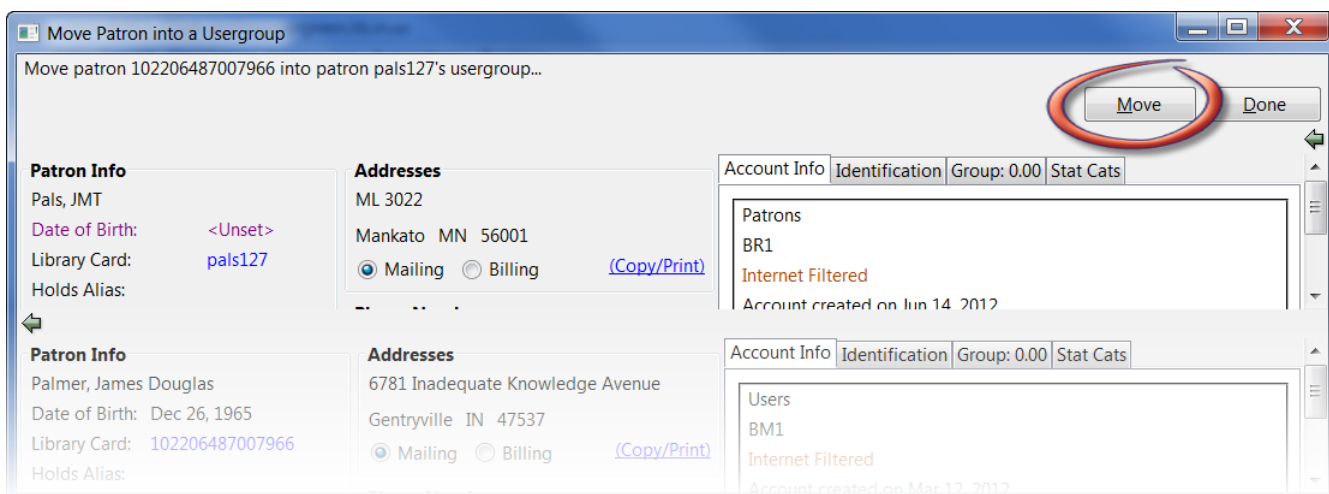 Move Patron into a Usergroup
Move patron 102206487007966 into patron pals127's usergroup...
Move Done
Patron Info
Pals, JMT
Date of Birth: <Unset>
Library Card: pals127
Holds Alias:
Addresses
ML 3022
Mankato MN 56001
Mailing Billing (Copy/Print)
Account Info Identification Group: 0.00 Stat Cats
Patrons
BR1
Internet Filtered
Account created on Jun 14, 2012
Patron Info
Palmer, James Douglas
Date of Birth: Dec 26, 1965
Library Card: 102206487007966
Holds Alias:
Addresses
6781 Inadequate Knowledge Avenue
Gentryville IN 47537
Mailing Billing (Copy/Print)
Account Info Identification Group: 0.00 Stat Cats
Users
BM1
Internet Filtered
Account created on Mar 12, 2012